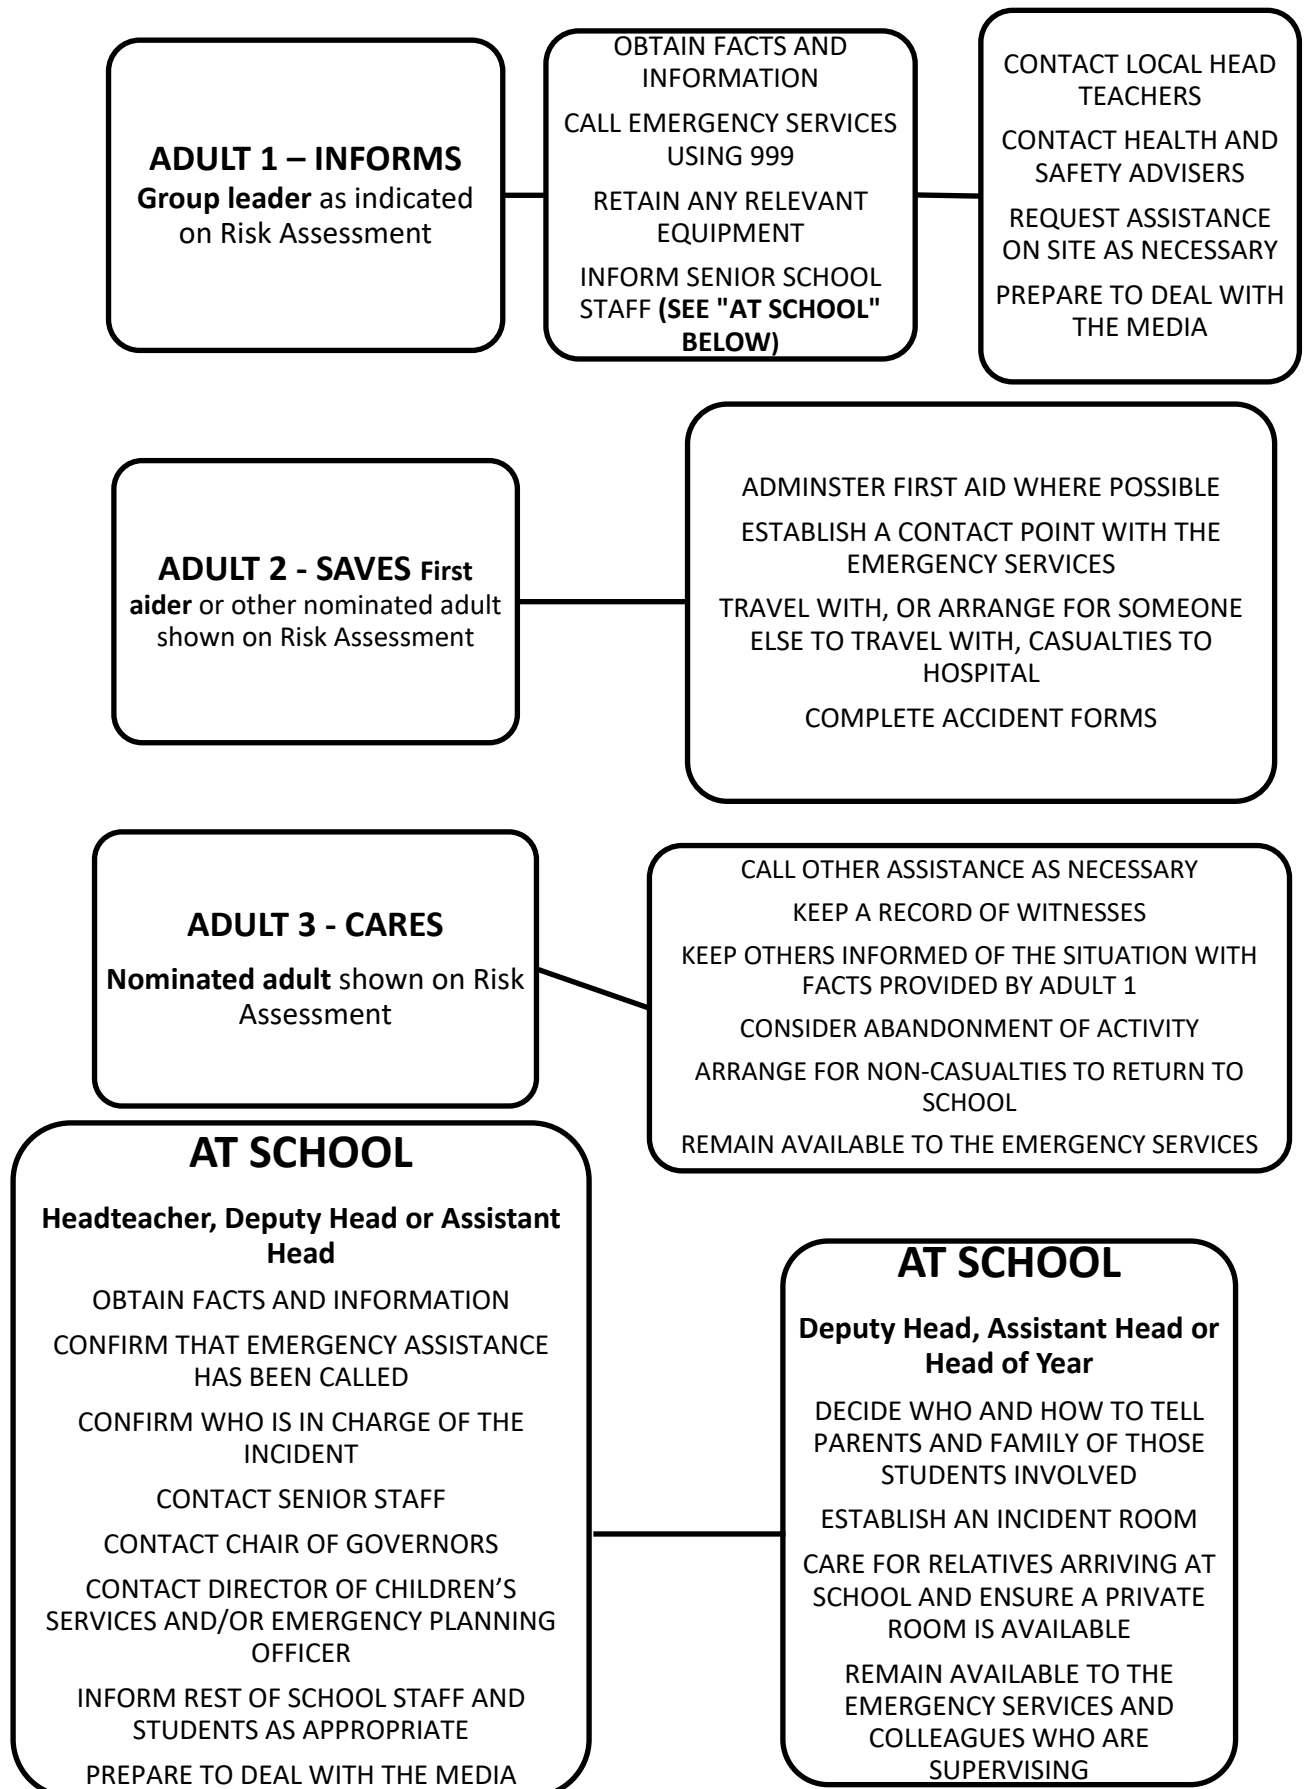 ADULT 1 – INFORMS
Group leader as indicated
on Risk Assessment
OBTAIN FACTS AND
INFORMATION
CALL EMERGENCY SERVICES
USING 999
RETAIN ANY RELEVANT
EQUIPMENT
INFORM SENIOR SCHOOL
STAFF (SEE "AT SCHOOL"
BELOW)
CONTACT LOCAL HEAD
TEACHERS
CONTACT HEALTH AND
SAFETY ADVISERS
REQUEST ASSISTANCE
ON SITE AS NECESSARY
PREPARE TO DEAL WITH
THE MEDIA
ADULT 2 - SAVES First
aider or other nominated adult
shown on Risk Assessment
ADMINSTER FIRST AID WHERE POSSIBLE
ESTABLISH A CONTACT POINT WITH THE
EMERGENCY SERVICES
TRAVEL WITH, OR ARRANGE FOR SOMEONE
ELSE TO TRAVEL WITH, CASUALTIES TO
HOSPITAL
COMPLETE ACCIDENT FORMS
ADULT 3 - CARES
Nominated adult shown on Risk
Assessment
CALL OTHER ASSISTANCE AS NECESSARY
KEEP A RECORD OF WITNESSES
KEEP OTHERS INFORMED OF THE SITUATION WITH
FACTS PROVIDED BY ADULT 1
CONSIDER ABANDONMENT OF ACTIVITY
ARRANGE FOR NON-CASUALTIES TO RETURN TO
SCHOOL
REMAIN AVAILABLE TO THE EMERGENCY SERVICES
AT SCHOOL
Headteacher, Deputy Head or Assistant
Head
OBTAIN FACTS AND INFORMATION
CONFIRM THAT EMERGENCY ASSISTANCE
HAS BEEN CALLED
CONFIRM WHO IS IN CHARGE OF THE
INCIDENT
CONTACT SENIOR STAFF
CONTACT CHAIR OF GOVERNORS
CONTACT DIRECTOR OF CHILDREN’S
SERVICES AND/OR EMERGENCY PLANNING
OFFICER
INFORM REST OF SCHOOL STAFF AND
STUDENTS AS APPROPRIATE
PREPARE TO DEAL WITH THE MEDIA
AT SCHOOL
Deputy Head, Assistant Head or
Head of Year
DECIDE WHO AND HOW TO TELL
PARENTS AND FAMILY OF THOSE
STUDENTS INVOLVED
ESTABLISH AN INCIDENT ROOM
CARE FOR RELATIVES ARRIVING AT
SCHOOL AND ENSURE A PRIVATE
ROOM IS AVAILABLE
REMAIN AVAILABLE TO THE
EMERGENCY SERVICES AND
COLLEAGUES WHO ARE
SUPERVISING